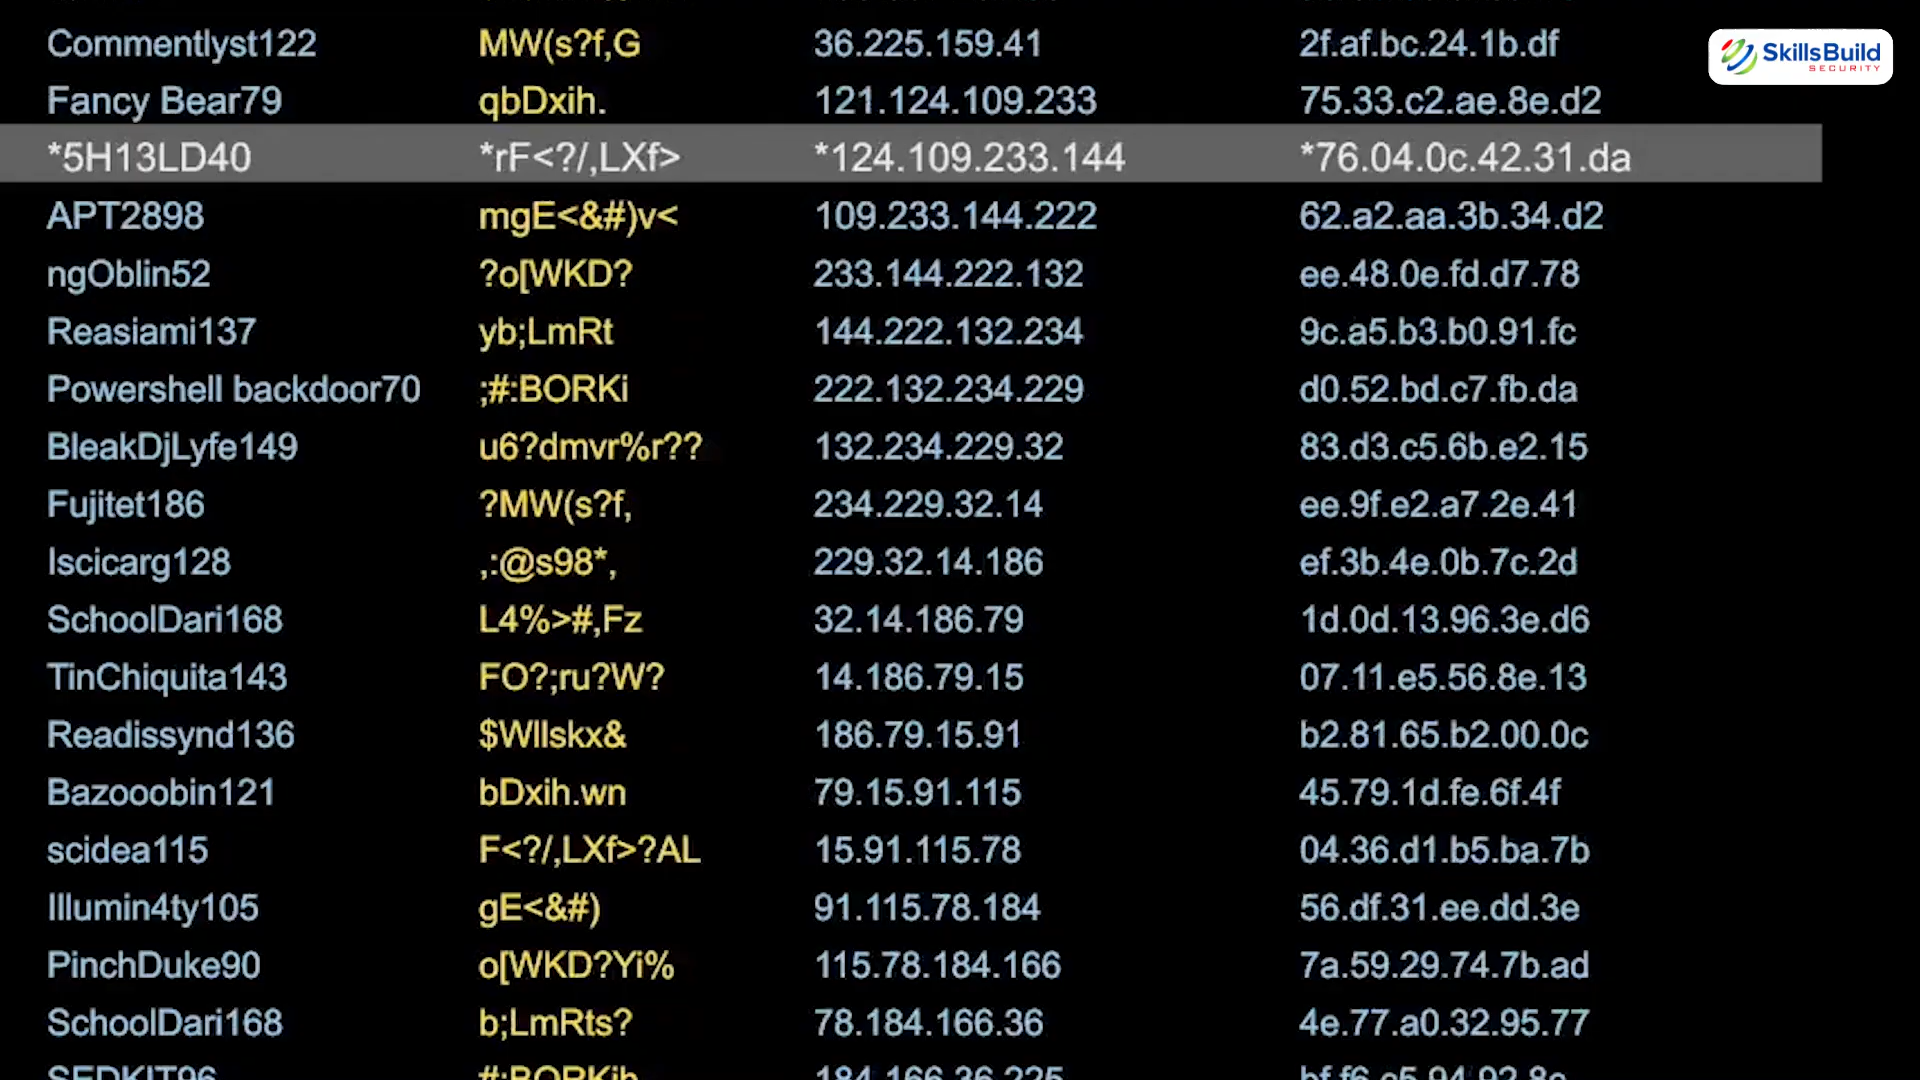 SkillsBuild
SECURITY
Commentlyst122 MW(s?f,G 36.225.159.41 2f.af.bc.24.1b.df
Fancy Bear79 qbDxih. 121.124.109.233 75.33.c2.ae.8e.d2
*5H13LD40 *rF<?/,LXf> *124.109.233.144 *76.04.0c.42.31.da
APT2898 mgE<&#)v< 109.233.144.222 62.a2.aa.3b.34.d2
ngOblin52 ?o[WKD? 233.144.222.132 ee.48.0e.fd.d7.78
Reasiami137 yb;LmRt 144.222.132.234 9c.a5.b3.b0.91.fc
Powershell backdoor70 ;#:BORKi 222.132.234.229 d0.52.bd.c7.fb.da
BleakDjLyfe149 u6?dmvr%r?? 132.234.229.32 83.d3.c5.6b.e2.15
Fujitet186 ?MW(s?f, 234.229.32.14 ee.9f.e2.a7.2e.41
Iscicarg128 ,:@s98*, 229.32.14.186 ef.3b.4e.0b.7c.2d
SchoolDari168 L4%>#,Fz 32.14.186.79 1d.0d.13.96.3e.d6
TinChiquita143 FO?;ru?W? 14.186.79.15 07.11.e5.56.8e.13
Readissynd136 $Wllskx& 186.79.15.91 b2.81.65.b2.00.0c
Bazooobin121 bDxih.wn 79.15.91.115 45.79.1d.fe.6f.4f
scidea115 F<?/,LXf>?AL 15.91.115.78 04.36.d1.b5.ba.7b
Illumin4ty105 gE<&#) 91.115.78.184 56.df.31.ee.dd.3e
PinchDuke90 o[WKD?Yi% 115.78.184.166 7a.59.29.74.7b.ad
SchoolDari168 b;LmRts? 78.184.166.36 4e.77.a0.32.95.77
SEDKIT96 #:BORKih 184.166.36.225